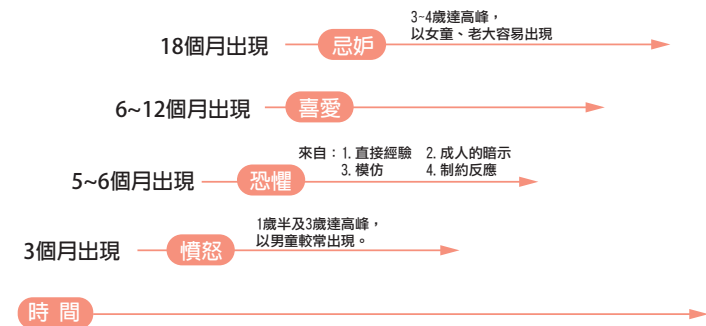 3~4歲達高峰，
以女童、老大容易出現
18個月出現
忌妒
6~12個月出現
喜愛
來自：1.直接經驗 2.成人的暗示
3.模仿 4.制約反應
5~6個月出現
恐懼
1歲半及3歲達高峰，
以男童較常出現。
3個月出現
憤怒
時 間